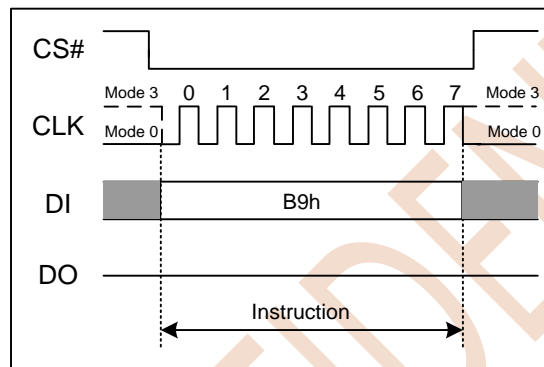 CS#
Mode 3 0 1 2 3 4 5 6 7 Mode 3
CLK
Mode 0 Mode 0
DI B9h
DO
Instruction